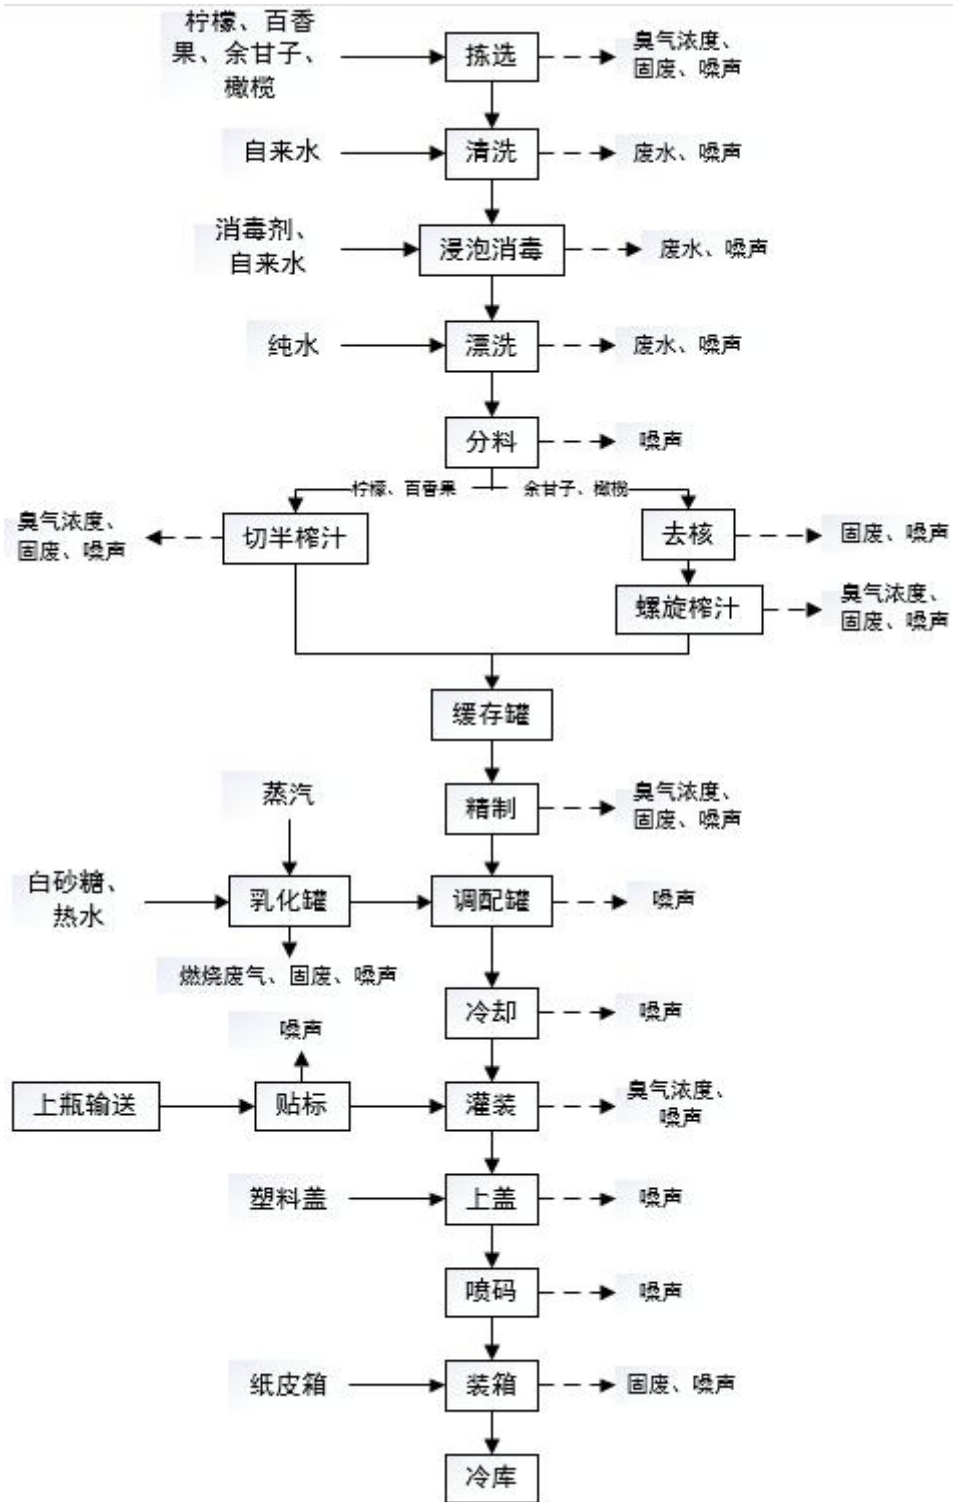 柠檬、百香
果、余甘子、
橄榄
拣选
臭气浓度、
固废、噪声
自来水
清洗
废水、噪声
消毒剂、
自来水
浸泡消毒
废水、噪声
纯水
漂洗
废水、噪声
分料
噪声
柠檬、百香果
余甘子、橄榄
臭气浓度、
固废、噪声
切半榨汁
去核
固废、噪声
螺旋榨汁
臭气浓度、
固废、噪声
缓存罐
蒸汽
精制
臭气浓度、
固废、噪声
白砂糖、
热水
乳化罐
调配罐
噪声
燃烧废气、固废、噪声
冷却
噪声
噪声
上瓶输送
贴标
灌装
臭气浓度、
噪声
塑料盖
上盖
噪声
喷码
噪声
纸皮箱
装箱
固废、噪声
冷库